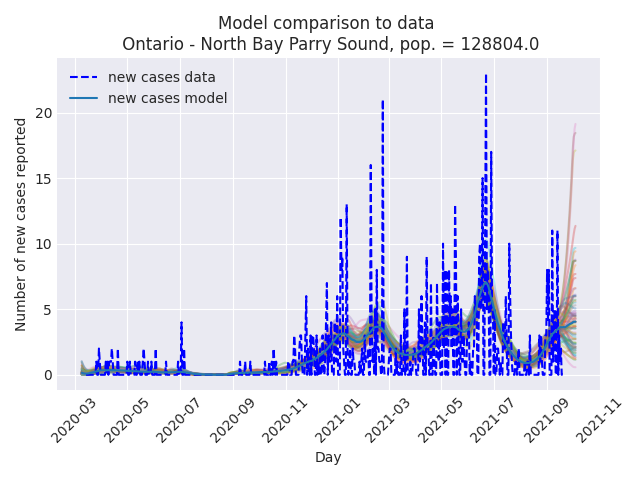 Model comparison to data
Ontario - North Bay Parry Sound, pop. = 128804.0
new cases data
new cases model
Number of new cases reported
20
15
10
5
0
2020-03
2020-05
2020-07
2020-09
2020-11
2021-01
2021-03
2021-05
2021-07
2021-09
2021-11
Day